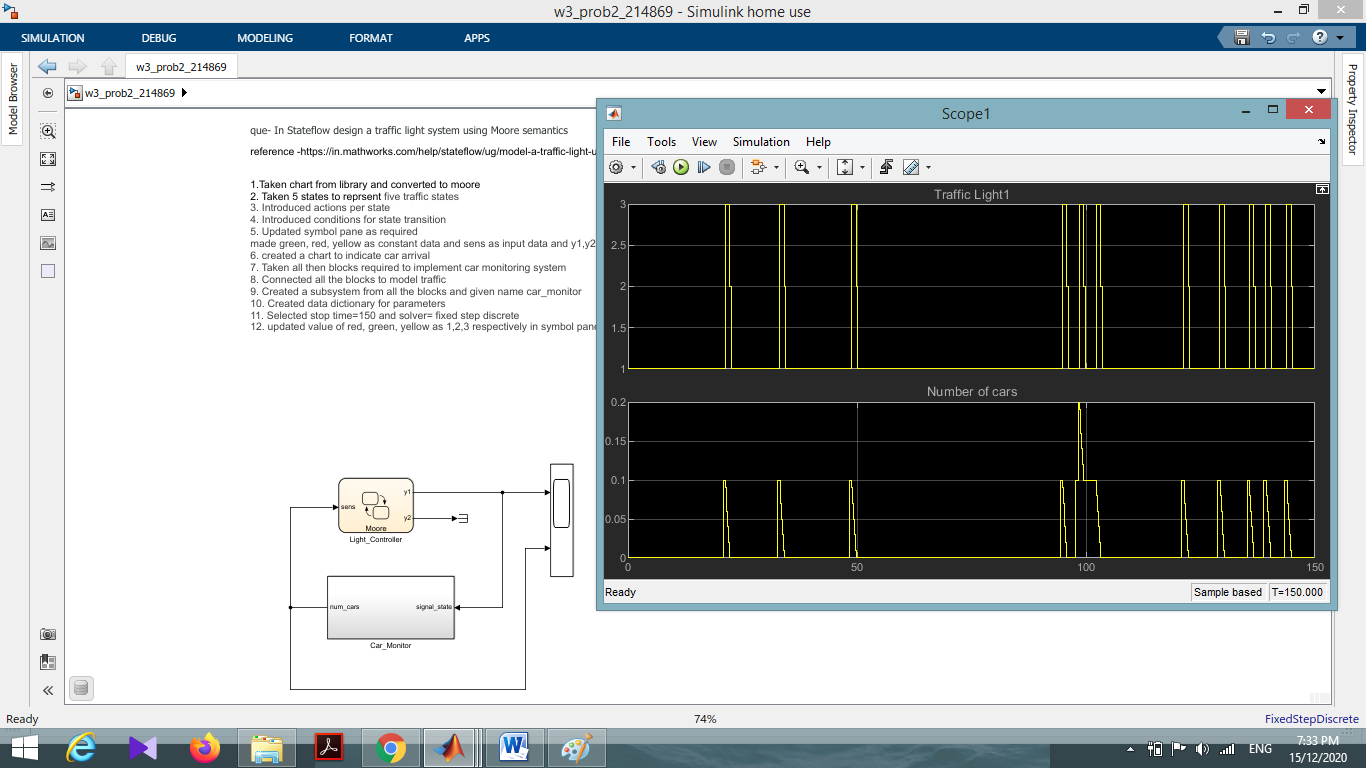 w3_prob2_214869 - Simulink home use
SIMULATION
DEBUG
MODELING
FORMAT
APPS
w3_prob2_214869
Model Browser
w3_prob2_214869
Property Inspector
que- In Stateflow design a traffic light system using Moore semantics
reference -https://in.mathworks.com/help/stateflow/ug/model-a-traffic-light-u
1.Taken chart from library and converted to moore
2. Taken 5 states to reprsent five traffic states
3. Introduced actions per state
4. Introduced conditions for state transition
5. Updated symbol pane as required
made green, red, yellow as constant data and sens as input data and y1,y2
6. created a chart to indicate car arrival
7. Taken all then blocks required to implement car monitoring system
8. Connected all the blocks to model traffic
9. Created a subsystem from all the blocks and given name car_monitor
10. Created data dictionary for parameters
11. Selected stop time=150 and solver= fixed step discrete
12. updated value of red, green, yellow as 1,2,3 respectively in symbol pane
sens
y1
y2
Moore
Light_Controller
num_cars
signal_state
Car_Monitor
Scope1
File
Tools
View
Simulation
Help
Traffic Light1
3
2.5
2
1.5
1
Number of cars
0.2
0.15
0.1
0.05
0
0
50
100
150
Ready
Sample based
T=150.000
Ready
74%
FixedStepDiscrete
ENG
7:33 PM
15/12/2020